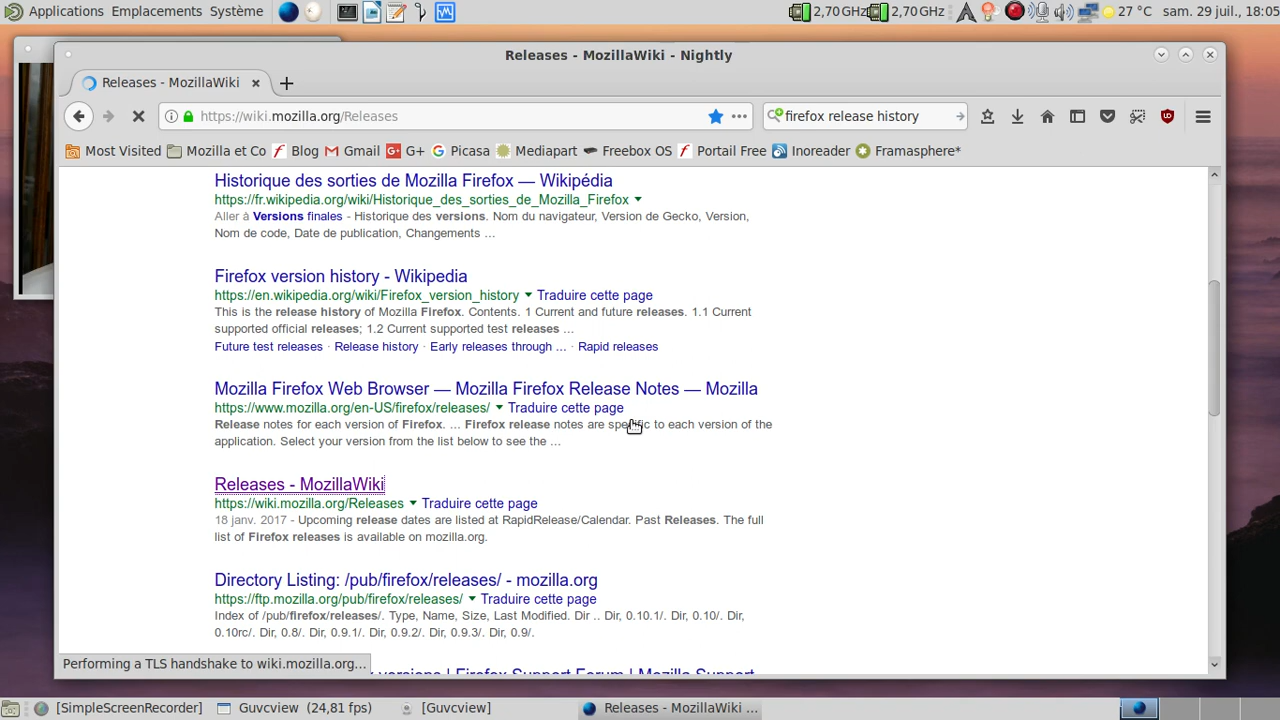 Applications Emplacements Système 2,70 GHz 2,70 GHz 27 °C sam. 29 juil., 18:05
Releases - MozillaWiki - Nightly
Releases - MozillaWiki
https://wiki.mozilla.org/Releases firefox release history
Most Visited Mozilla et Co Blog Gmail G+ Picasa Mediapart Freebox OS Portail Free Inoreader Framasphère*
Historique des sorties de Mozilla Firefox — Wikipédia
https://fr.wikipedia.org/wiki/Historique_des_sorties_de_Mozilla_Firefox
Aller à Versions finales - Historique des versions. Nom du navigateur, Version de Gecko, Version,
Nom de code, Date de publication, Changements ...
Firefox version history - Wikipedia
https://en.wikipedia.org/wiki/Firefox_version_history Traduire cette page
This is the release history of Mozilla Firefox. Contents. 1 Current and future releases. 1.1 Current
supported official releases; 1.2 Current supported test releases ...
Future test releases · Release history · Early releases through ... · Rapid releases
Mozilla Firefox Web Browser — Mozilla Firefox Release Notes — Mozilla
https://www.mozilla.org/en-US/firefox/releases/ Traduire cette page
Release notes for each version of Firefox. ... Firefox release notes are specific to each version of the
application. Select your version from the list below to see the ...
Releases - MozillaWiki
https://wiki.mozilla.org/Releases Traduire cette page
18 janv. 2017 - Upcoming release dates are listed at RapidRelease/Calendar. Past Releases. The full
list of Firefox releases is available on mozilla.org.
Directory Listing: /pub/firefox/releases/ - mozilla.org
https://ftp.mozilla.org/pub/firefox/releases/ Traduire cette page
Index of /pub/firefox/releases/. Type, Name, Size, Last Modified. Dir .. Dir, 0.10.1/. Dir, 0.10/. Dir,
0.10rc/. Dir, 0.8/. Dir, 0.9.1/. Dir, 0.9.2/. Dir, 0.9.3/. Dir, 0.9/.
versions | Firefox Support Forum | Mozilla Support
Performing a TLS handshake to wiki.mozilla.org...
[SimpleScreenRecorder] Guvcview (24,81 fps) [Guvcview] Releases - MozillaWiki ...